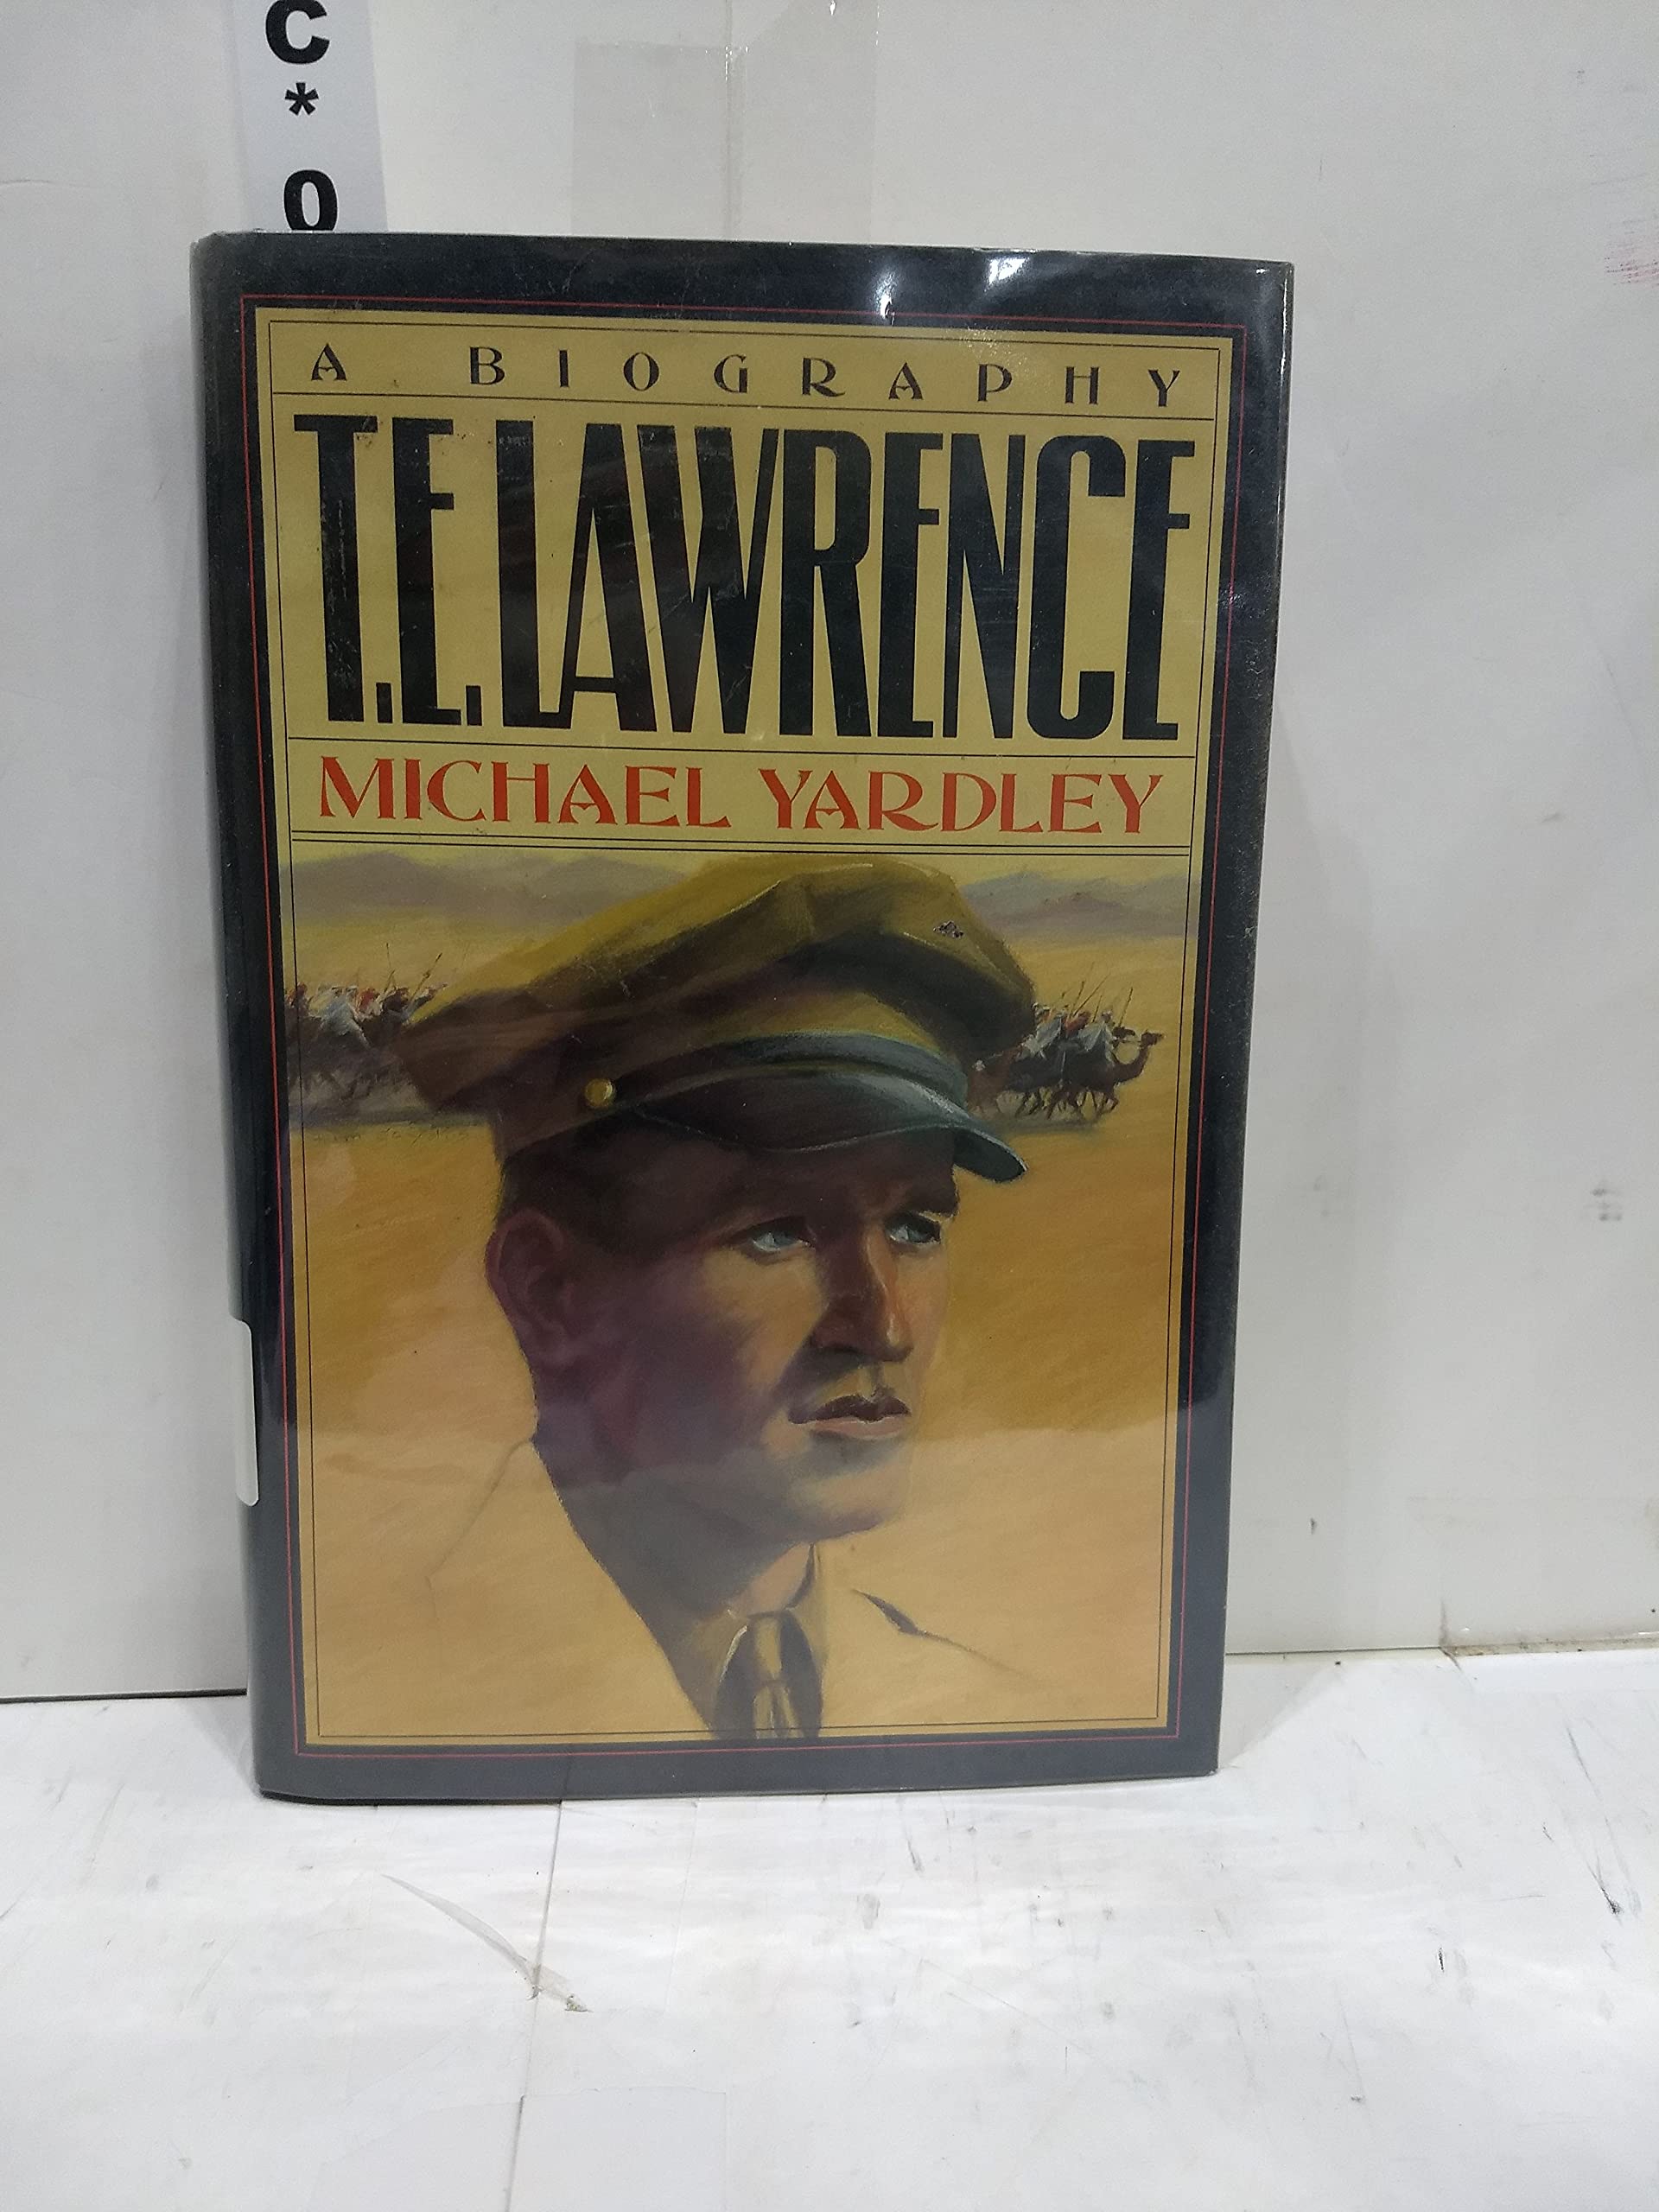 C
*
0
A BIOGRAPHY
T.E. LAWRENCE
MICHAEL YARDLEY